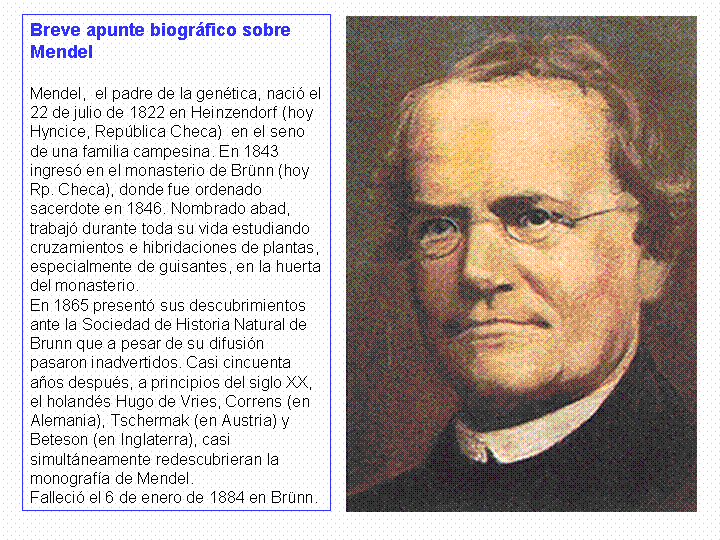 Breve apunte biográfico sobre
Mendel
Mendel,  el padre de la genética, nació el
22 de julio de 1822 en Heinzendorf (hoy
Hyncice, República Checa)  en el seno
de una familia campesina. En 1843
ingresó en el monasterio de Brünn (hoy
Rp. Checa), donde fue ordenado
sacerdote en 1846. Nombrado abad,
trabajó durante toda su vida estudiando
cruzamientos e hibridaciones de plantas,
especialmente de guisantes, en la huerta
del monasterio.
En 1865 presentó sus descubrimientos
ante la Sociedad de Historia Natural de
Brunn que a pesar de su difusión
pasaron inadvertidos. Casi cincuenta
años después, a principios del siglo XX,
el holandés Hugo de Vries, Correns (en
Alemania), Tschermak (en Austria) y
Beteson (en Inglaterra), casi
simultáneamente redescubrieran la
monografía de Mendel.
Falleció el 6 de enero de 1884 en Brünn.